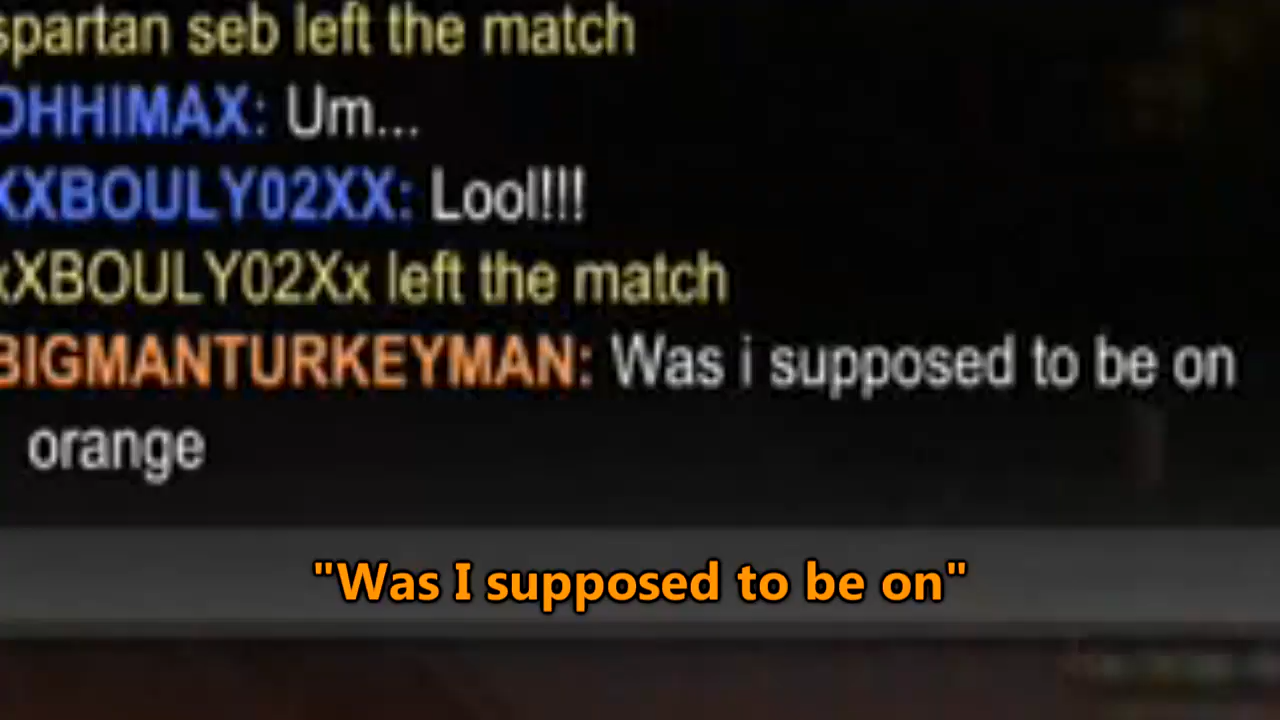 spartan seb left the match
OHHIMAX: Um...
XXBOULY02XX: Lool!!!
xXBOULY02Xx left the match
BIGMANTURKEYMAN: Was i supposed to be on
orange
"Was I supposed to be on"